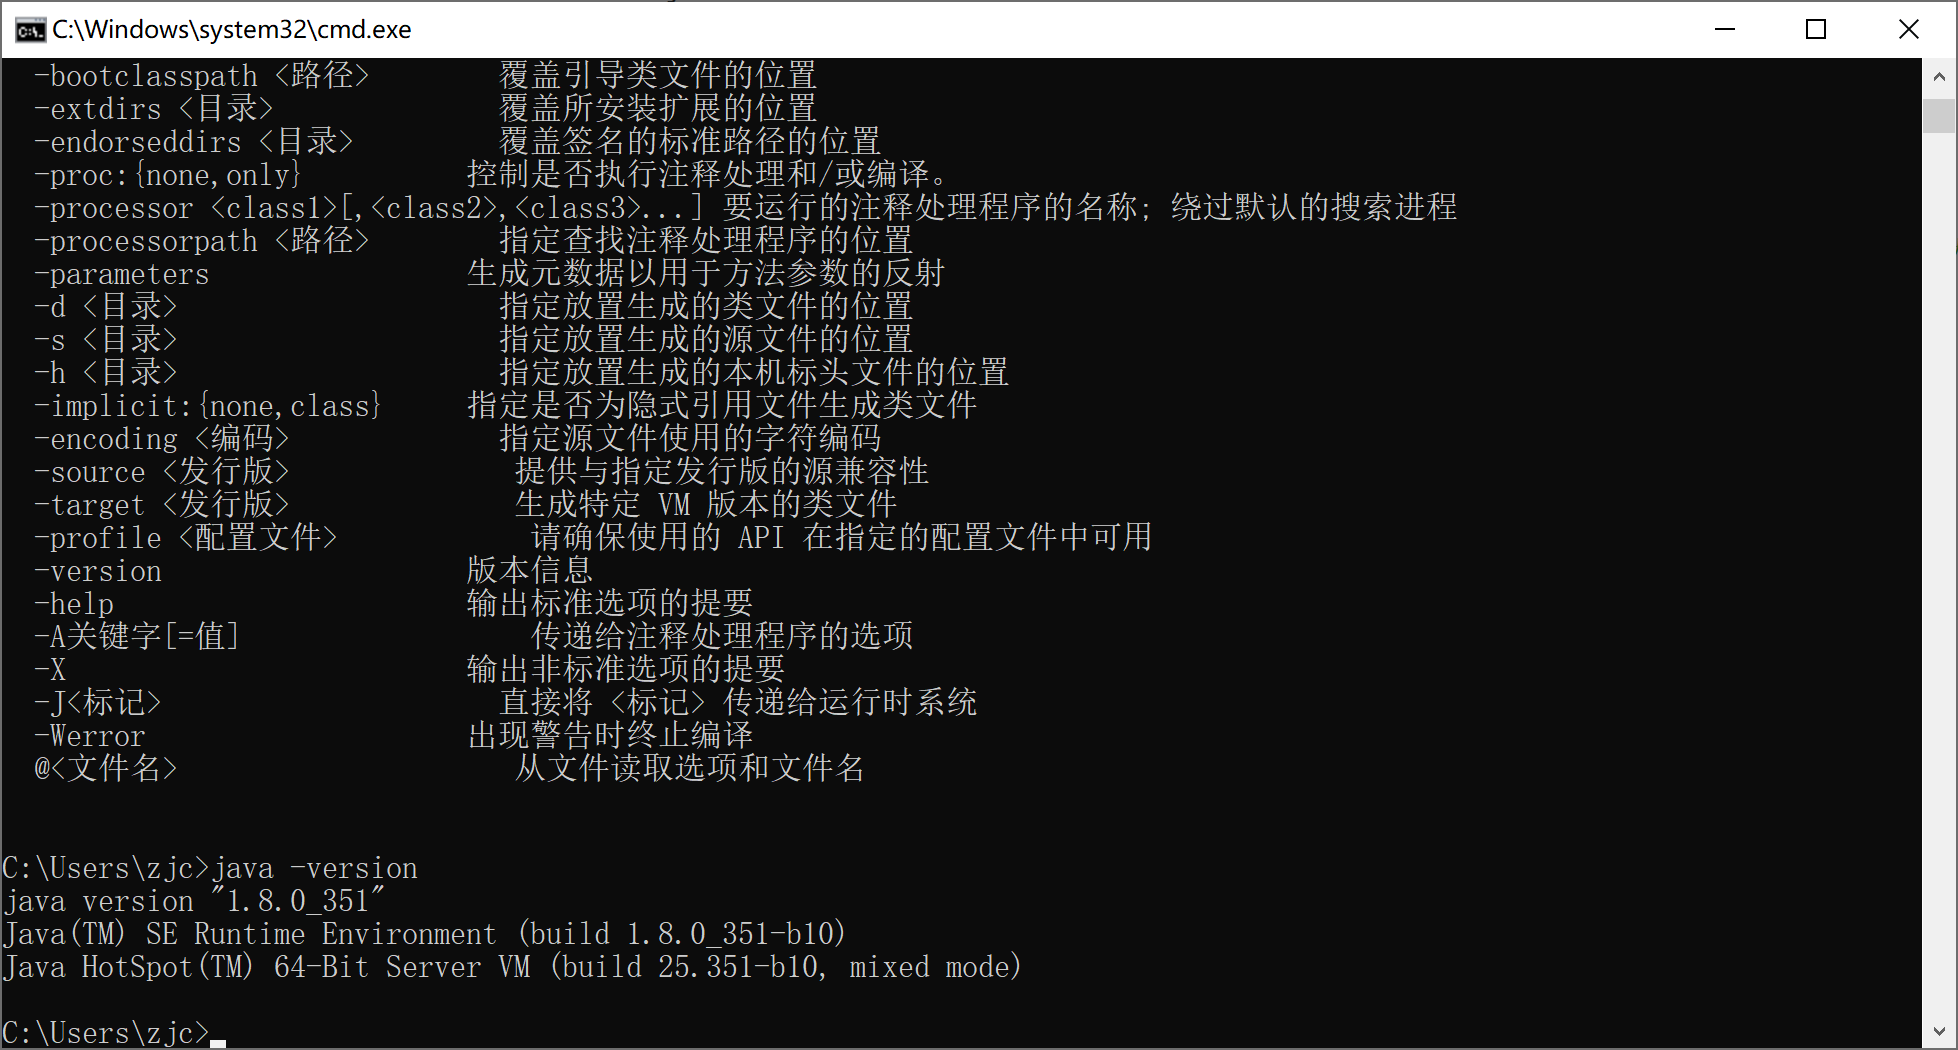 C:\Windows\system32\cmd.exe
-bootclasspath <路径> 覆盖引导类文件的位置
-extdirs <目录> 覆盖所安装扩展的位置
-endorseddirs <目录> 覆盖签名的标准路径的位置
-proc:{none,only} 控制是否执行注释处理和/或编译。
-processor <class1>[,<class2>,<class3>...] 要运行的注释处理程序的名称; 绕过默认的搜索进程
-processorpath <路径> 指定查找注释处理程序的位置
-parameters 生成元数据以用于方法参数的反射
-d <目录> 指定放置生成的类文件的位置
-s <目录> 指定放置生成的源文件的位置
-h <目录> 指定放置生成的本机标头文件的位置
-implicit:{none,class} 指定是否为隐式引用文件生成类文件
-encoding <编码> 指定源文件使用的字符编码
-source <发行版> 提供与指定发行版的源兼容性
-target <发行版> 生成特定 VM 版本的类文件
-profile <配置文件> 请确保使用的 API 在指定的配置文件中可用
-version 版本信息
-help 输出标准选项的提要
-A关键字[=值] 传递给注释处理程序的选项
-X 输出非标准选项的提要
-J<标记> 直接将 <标记> 传递给运行时系统
-Werror 出现警告时终止编译
@<文件名> 从文件读取选项和文件名
C:\Users\zjc>java -version
java version "1.8.0_351"
Java(TM) SE Runtime Environment (build 1.8.0_351-b10)
Java HotSpot(TM) 64-Bit Server VM (build 25.351-b10, mixed mode)
C:\Users\zjc>